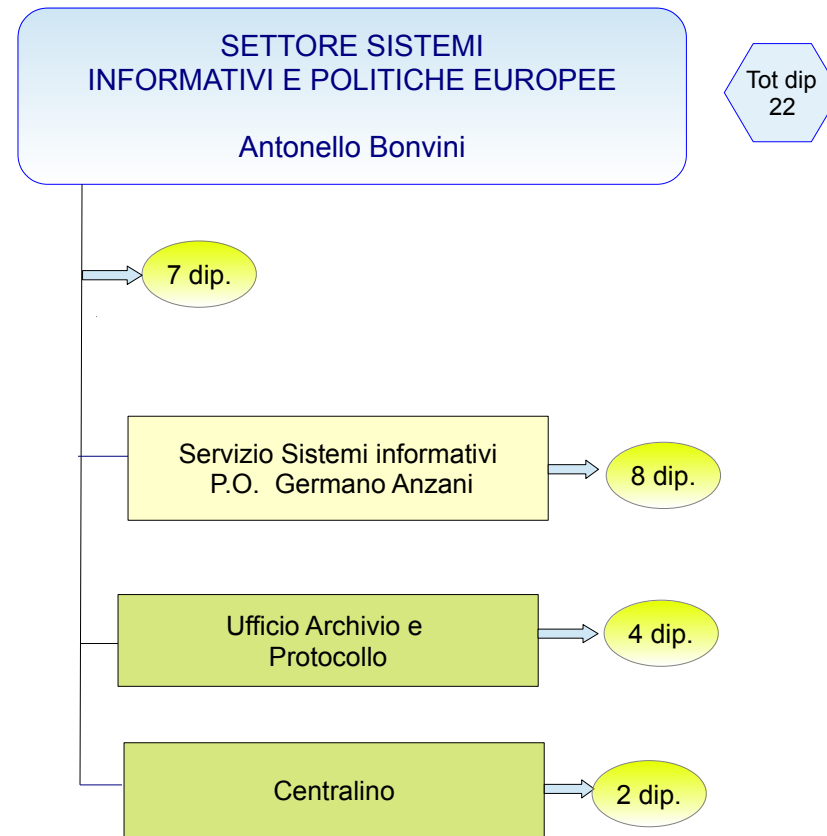 SETTORE SISTEMI
INFORMATIVI E POLITICHE EUROPEE
Antonello Bonvini
Tot dip
22
7 dip.
Servizio Sistemi informativi
P.O. Germano Anzani
8 dip.
Ufficio Archivio e
Protocollo
4 dip.
Centralino
2 dip.